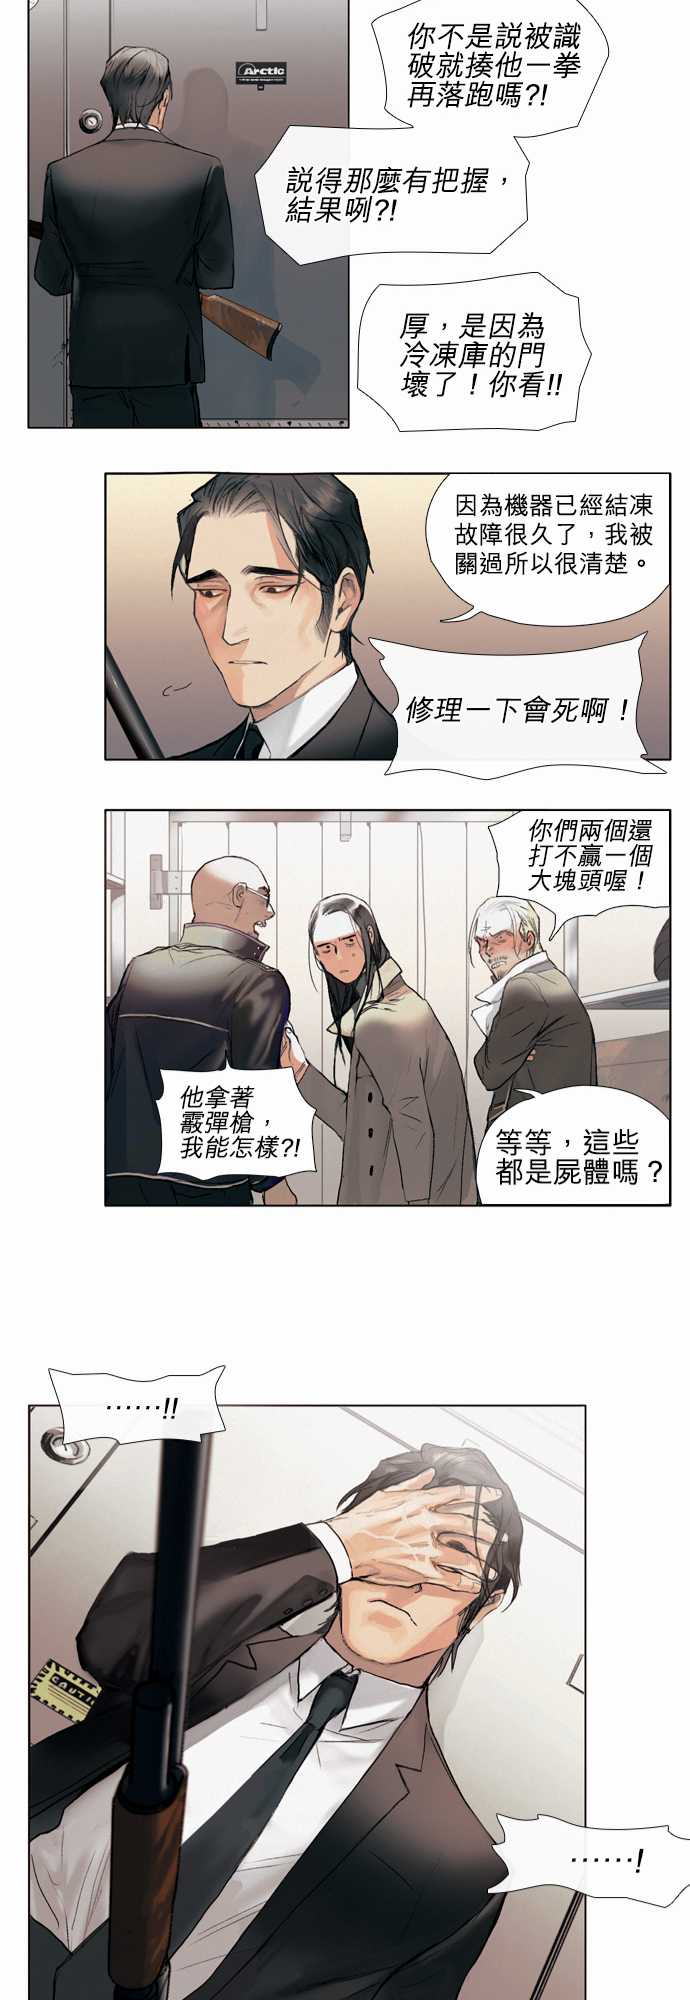 你不是說被識
破就揍他一拳
再落跑嗎?!
Arctic
說得那麼有把握，
結果咧?!
厚，是因為
冷凍庫的門
壞了！你看!!
因為機器已經結凍
故障很久了，我被
關過所以很清楚。
修理一下會死啊！
你們兩個還
打不贏一個
大塊頭喔！
他拿著
霰彈槍，
我能怎樣?!
等等，這些
都是屍體嗎？
……!!
CAUTI
……!